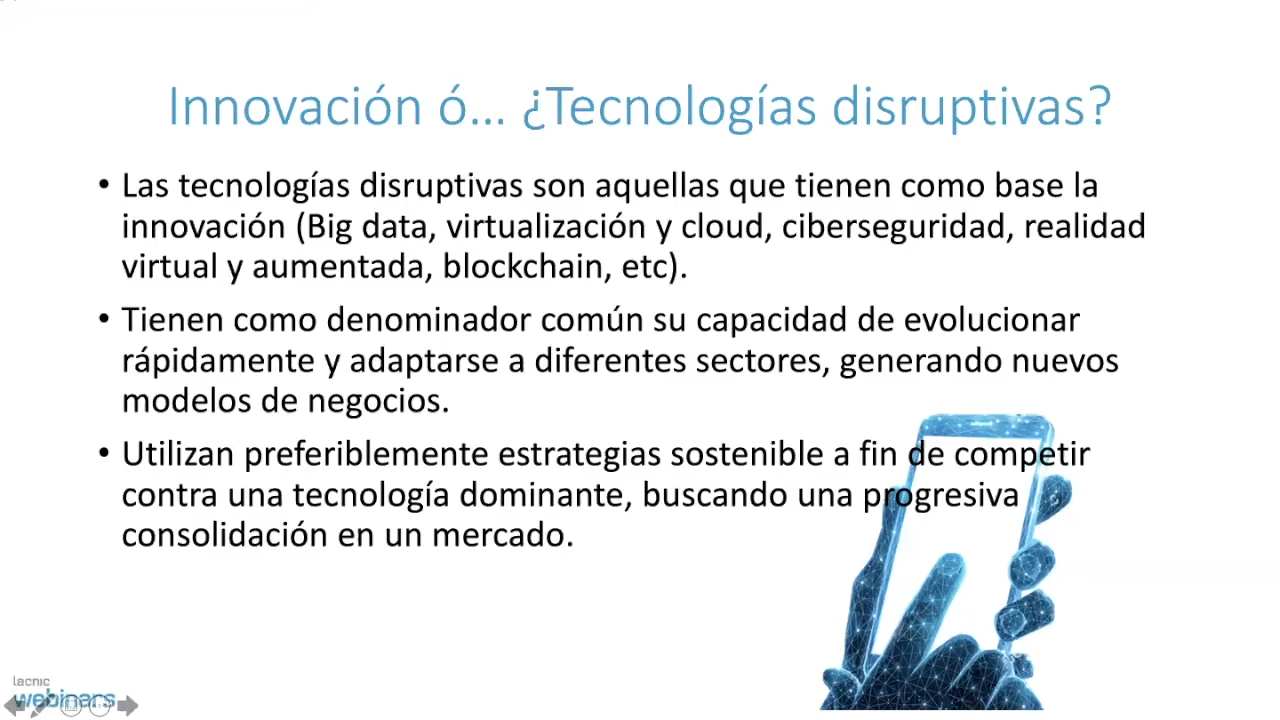 Innovación ó... ¿Tecnologías disruptivas?
• Las tecnologías disruptivas son aquellas que tienen como base la
innovación (Big data, virtualización y cloud, ciberseguridad, realidad
virtual y aumentada, blockchain, etc).
• Tienen como denominador común su capacidad de evolucionar
rápidamente y adaptarse a diferentes sectores, generando nuevos
modelos de negocios.
• Utilizan preferiblemente estrategias sostenible a fin de competir
contra una tecnología dominante, buscando una progresiva
consolidación en un mercado.
lacnic
webinars